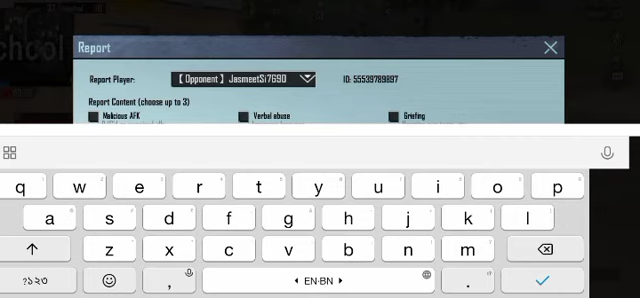 chool
Report
Report Player: 【 Opponent 】 JasmeetSi7690 ID: 55539789897
Report Content (choose up to 3)
Malicious AFK Verbal abuse Griefing
q w e r t y u i o p
a s d f g h j k l
z x c v b n m
?১২৩ , EN·BN .